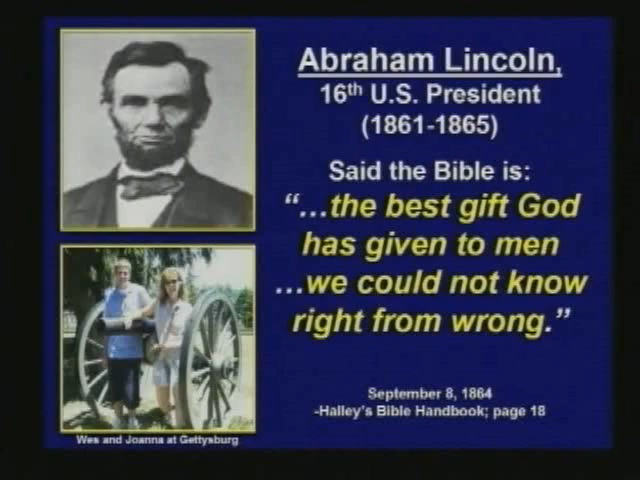 Abraham Lincoln,
16th U.S. President
(1861-1865)
Said the Bible is:
“...the best gift God
has given to men
...we could not know
right from wrong.”
September 8, 1864
-Halley's Bible Handbook; page 18
Wes and Joanna at Gettysburg